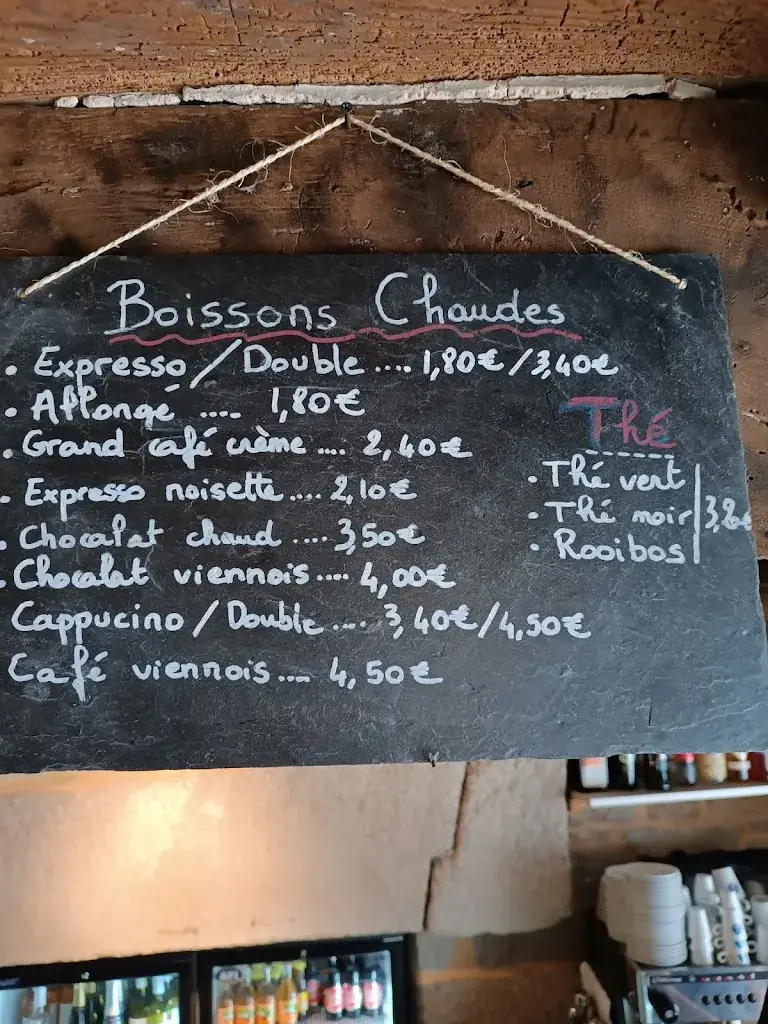 Boissons Chaudes
• Expresso / Double .... 1,80€ / 3,40€
• Allongé .... 1,80€
• Grand café crème .... 2,40€
• Expresso noisette .... 2,10€
• Chocolat chaud .... 3,50€
• Chocolat viennois .... 4,00€
Cappucino / Double .... 3,40€ / 4,50€
Café viennois .... 4,50€
Thé
• Thé vert
• Thé noir
• Rooibos